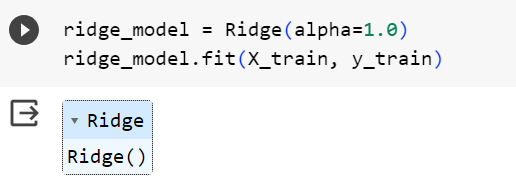 ridge_model = Ridge(alpha=1.0)
ridge_model.fit(X_train, y_train)
▾ Ridge
Ridge()